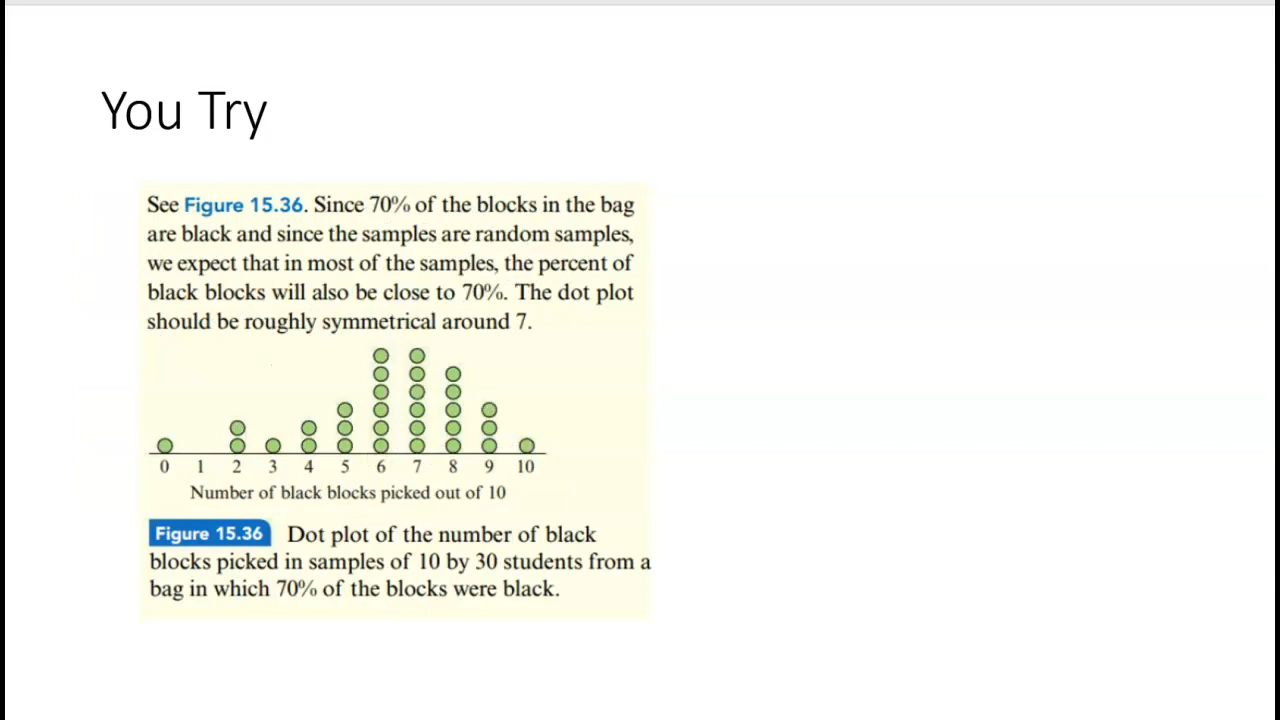 You Try
See Figure 15.36. Since 70% of the blocks in the bag
are black and since the samples are random samples,
we expect that in most of the samples, the percent of
black blocks will also be close to 70%. The dot plot
should be roughly symmetrical around 7.
0 1 2 3 4 5 6 7 8 9 10
Number of black blocks picked out of 10
Figure 15.36 Dot plot of the number of black
blocks picked in samples of 10 by 30 students from a
bag in which 70% of the blocks were black.